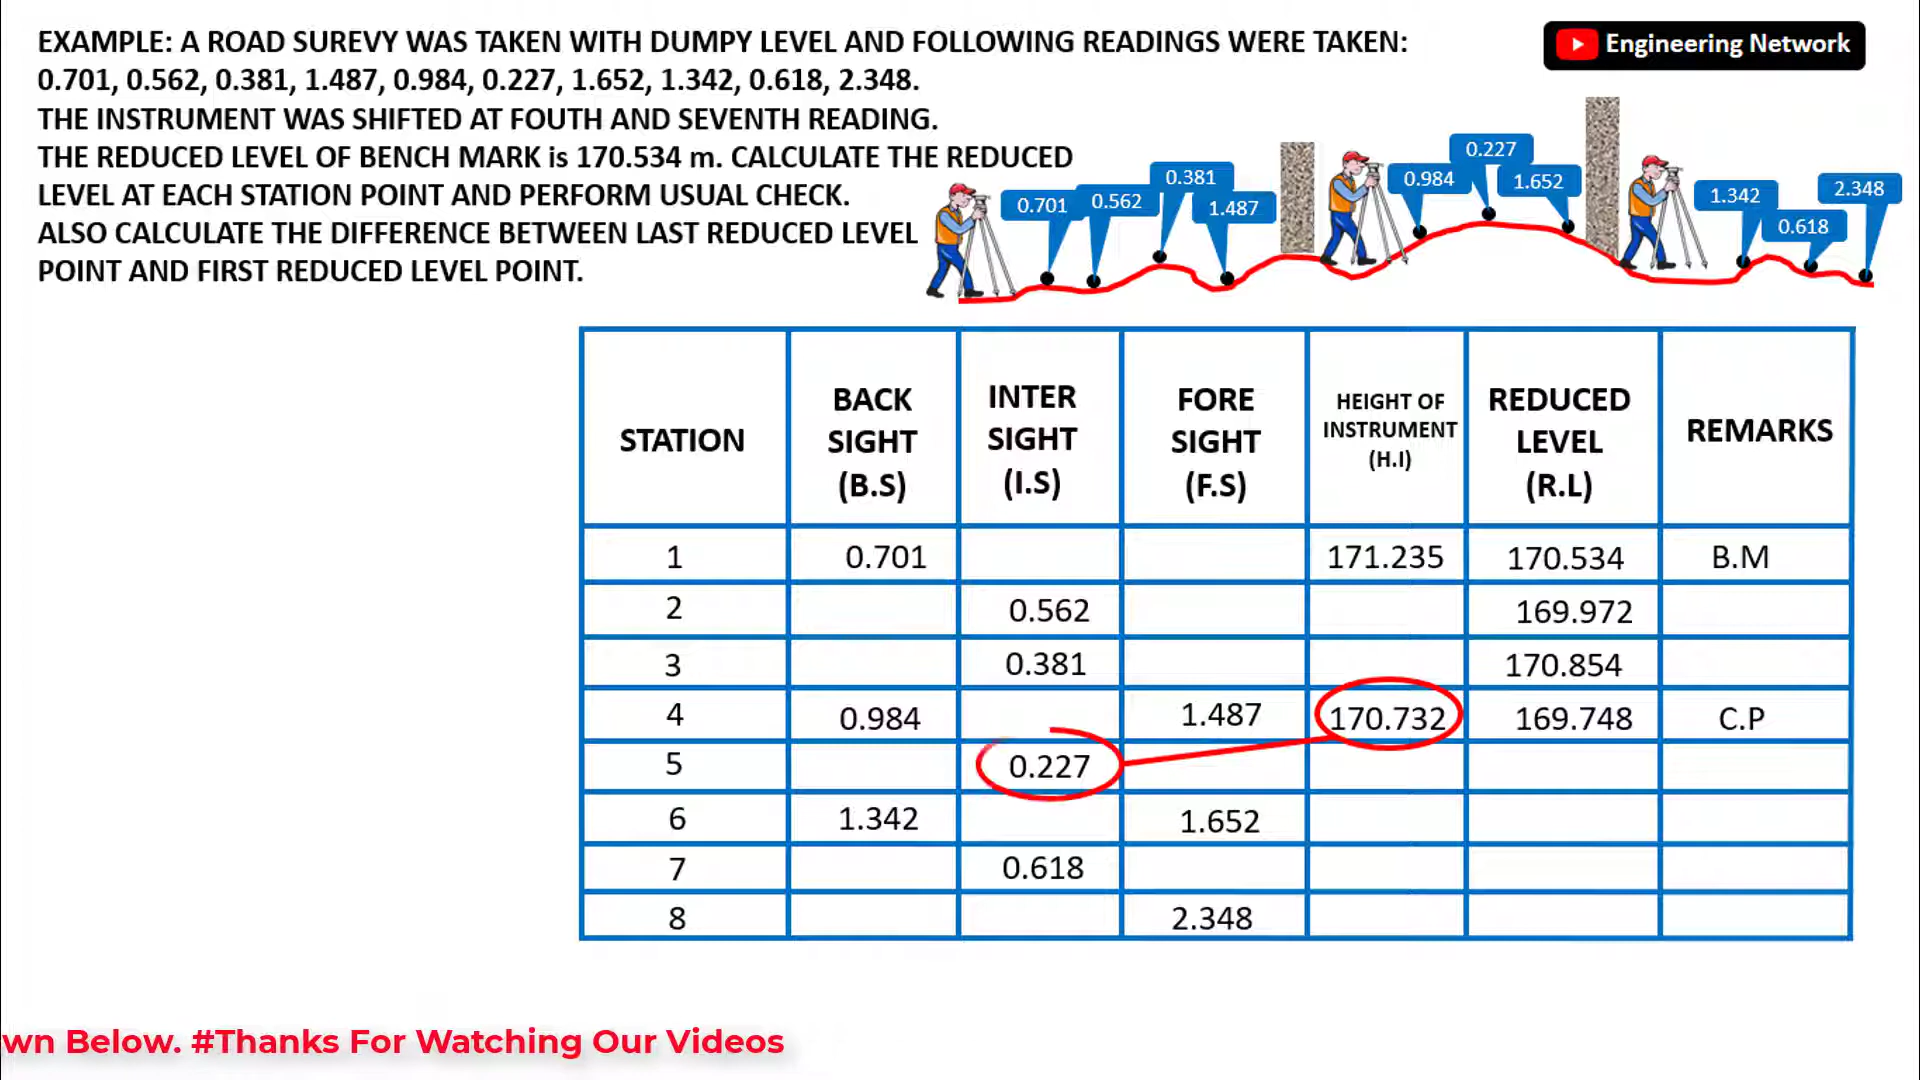 EXAMPLE: A ROAD SUREVY WAS TAKEN WITH DUMPY LEVEL AND FOLLOWING READINGS WERE TAKEN:
0.701, 0.562, 0.381, 1.487, 0.984, 0.227, 1.652, 1.342, 0.618, 2.348.
THE INSTRUMENT WAS SHIFTED AT FOUTH AND SEVENTH READING.
THE REDUCED LEVEL OF BENCH MARK is 170.534 m. CALCULATE THE REDUCED
LEVEL AT EACH STATION POINT AND PERFORM USUAL CHECK.
ALSO CALCULATE THE DIFFERENCE BETWEEN LAST REDUCED LEVEL
POINT AND FIRST REDUCED LEVEL POINT.
Engineering Network
0.701 0.562 0.381 1.487 0.984 0.227 1.652 1.342 0.618 2.348
STATION
BACK
SIGHT
(B.S)
INTER
SIGHT
(I.S)
FORE
SIGHT
(F.S)
HEIGHT OF
INSTRUMENT
(H.I)
REDUCED
LEVEL
(R.L)
REMARKS
1 0.701 171.235 170.534 B.M
2 0.562 169.972
3 0.381 170.854
4 0.984 1.487 170.732 169.748 C.P
5 0.227
6 1.342 1.652
7 0.618
8 2.348
wn Below. #Thanks For Watching Our Videos